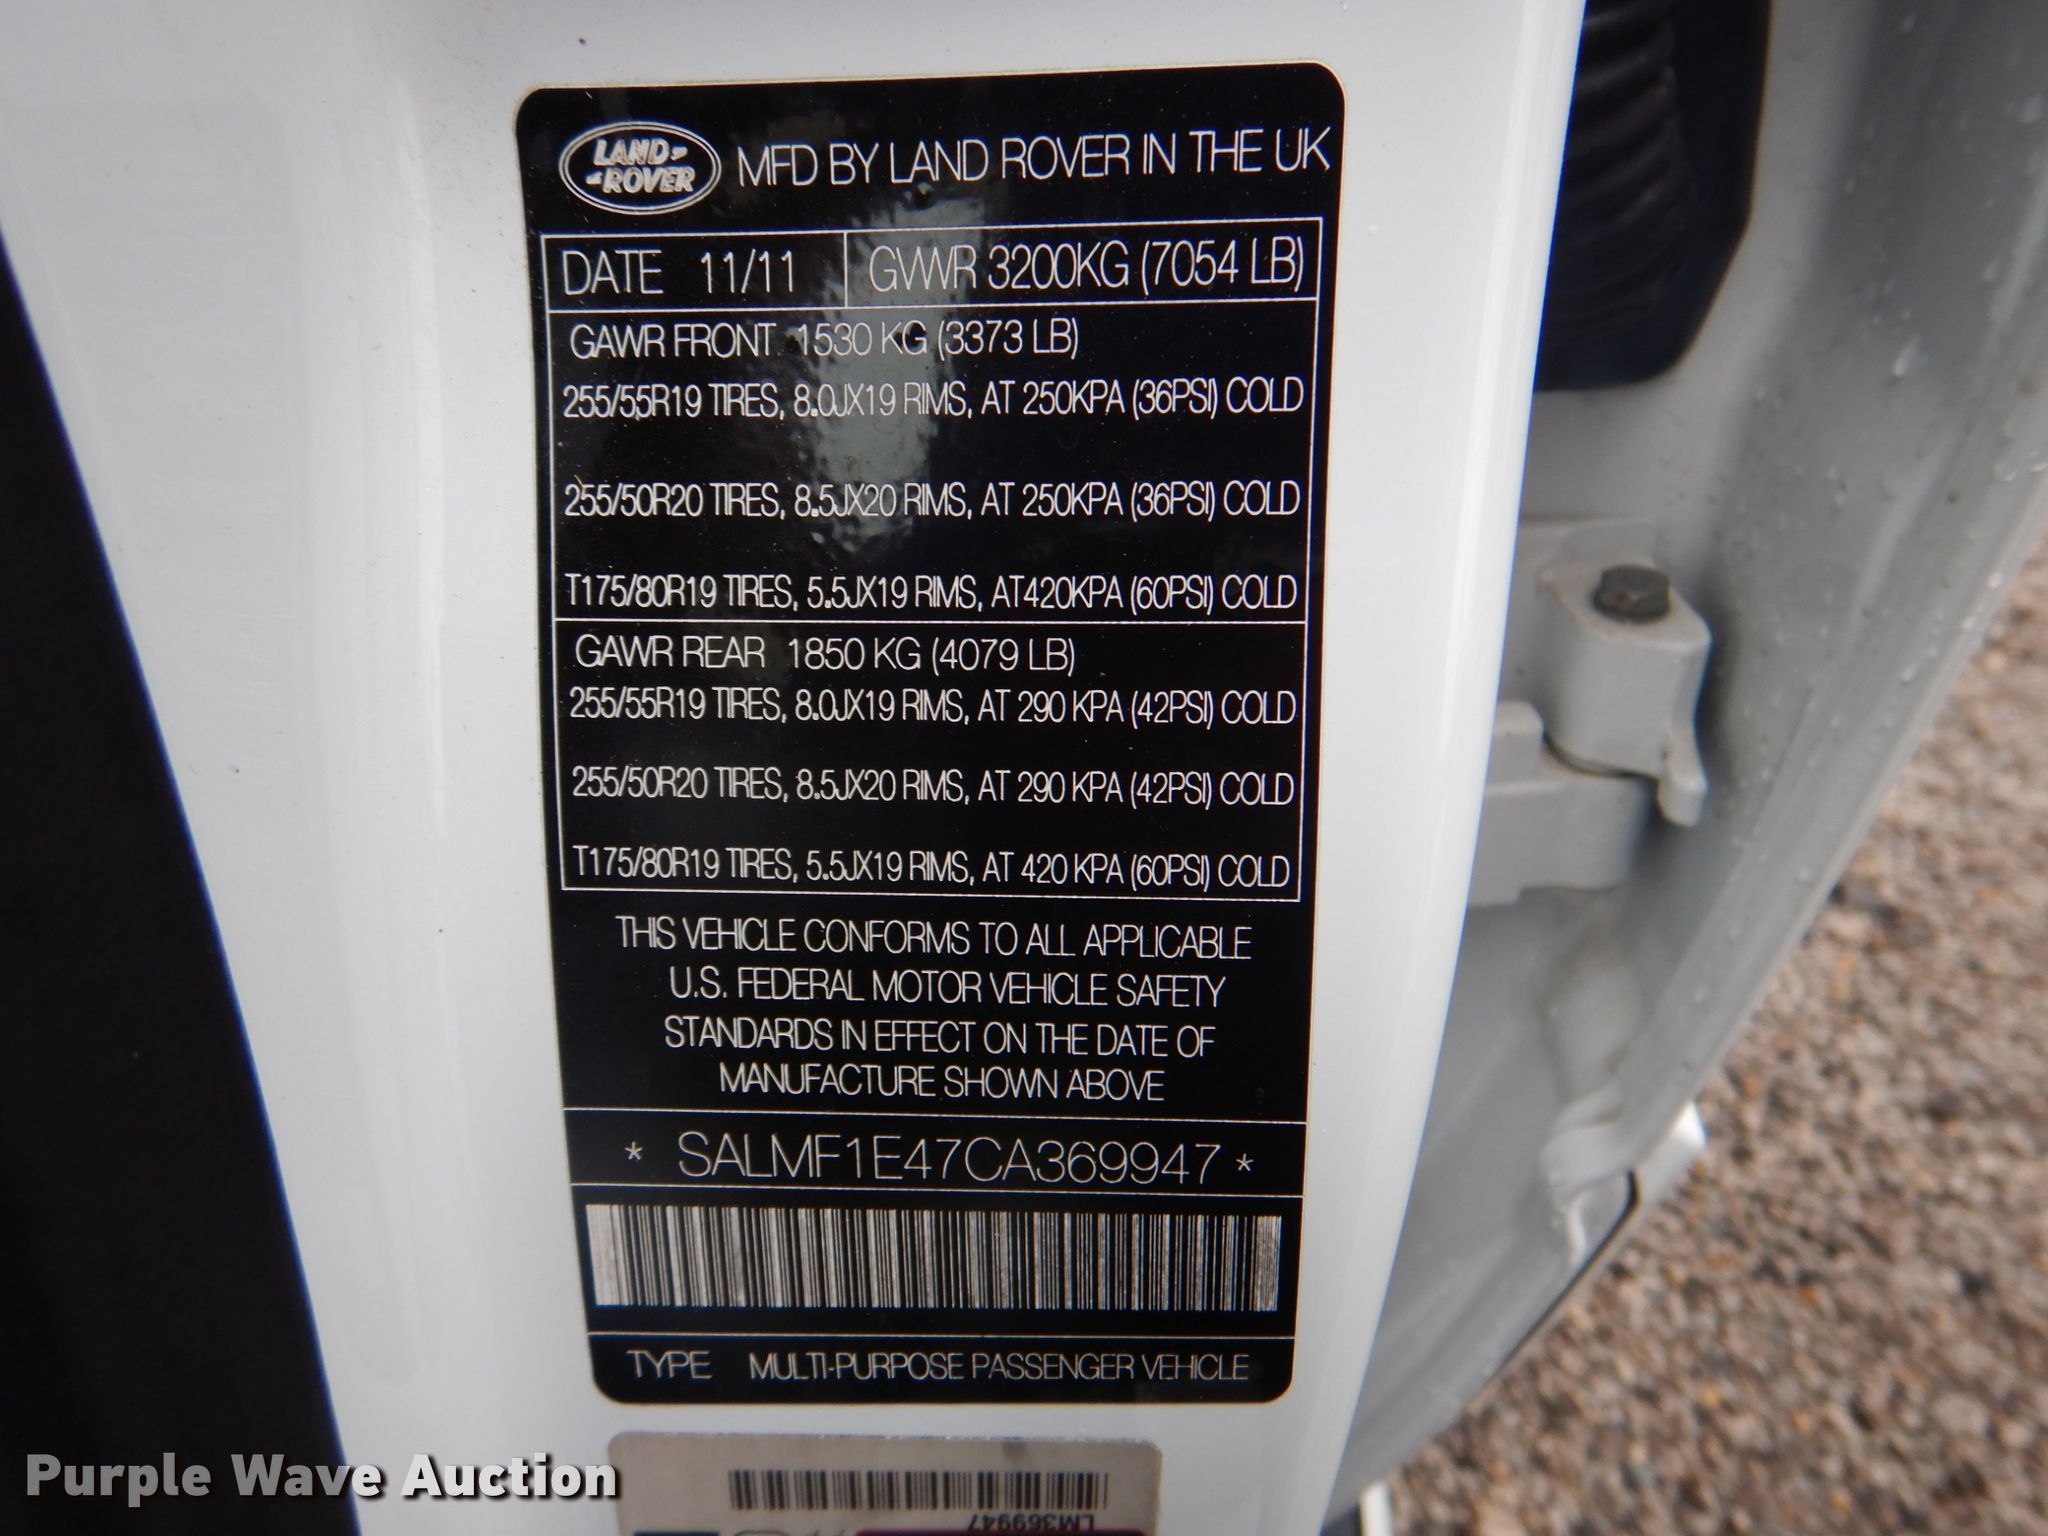 LAND ROVER MFD BY LAND ROVER IN THE UK
DATE 11/11 GVWR 3200KG (7054 LB)
GAWR FRONT 1530 KG (3373 LB)
255/55R19 TIRES, 8.0JX19 RIMS, AT 250KPA (36PSI) COLD
255/50R20 TIRES, 8.5JX20 RIMS, AT 250KPA (36PSI) COLD
T175/80R19 TIRES, 5.5JX19 RIMS, AT420KPA (60PSI) COLD
GAWR REAR 1850 KG (4079 LB)
255/55R19 TIRES, 8.0JX19 RIMS, AT 290 KPA (42PSI) COLD
255/50R20 TIRES, 8.5JX20 RIMS, AT 290 KPA (42PSI) COLD
T175/80R19 TIRES, 5.5JX19 RIMS, AT 420 KPA (60PSI) COLD
THIS VEHICLE CONFORMS TO ALL APPLICABLE
U.S. FEDERAL MOTOR VEHICLE SAFETY
STANDARDS IN EFFECT ON THE DATE OF
MANUFACTURE SHOWN ABOVE
* SALMF1E47CA369947 *
TYPE MULTI-PURPOSE PASSENGER VEHICLE
LM369947
Purple Wave Auction